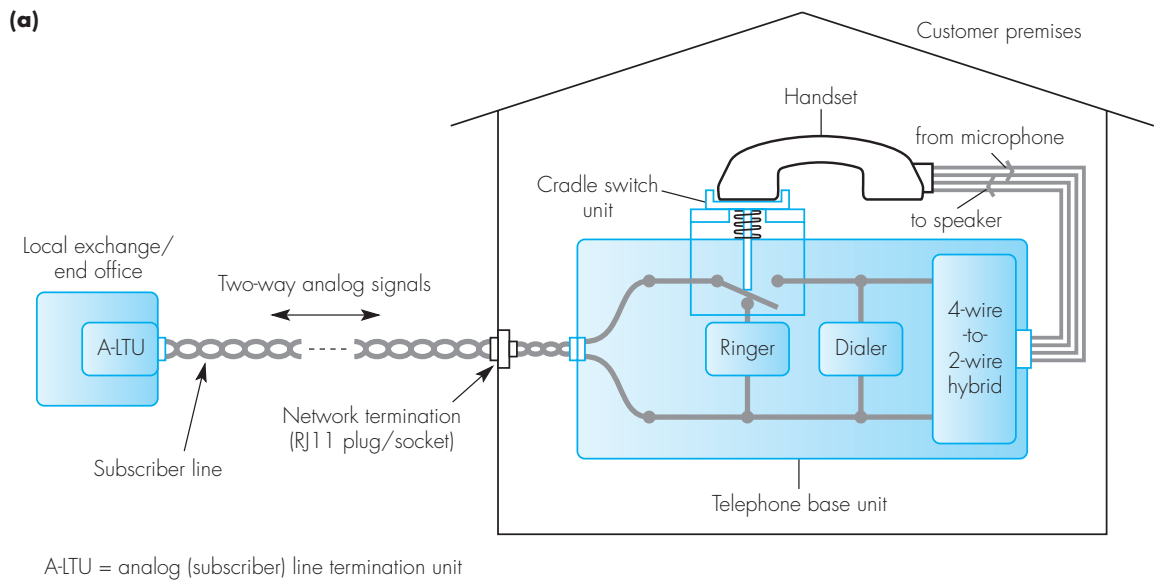 (a)
Customer premises
Handset
from microphone
Cradle switch
unit
to speaker
Local exchange/
end office
Two-way analog signals
A-LTU
Ringer
Dialer
4-wire
-to-
2-wire
hybrid
Network termination
(RJ11 plug/socket)
Subscriber line
Telephone base unit
A-LTU = analog (subscriber) line termination unit